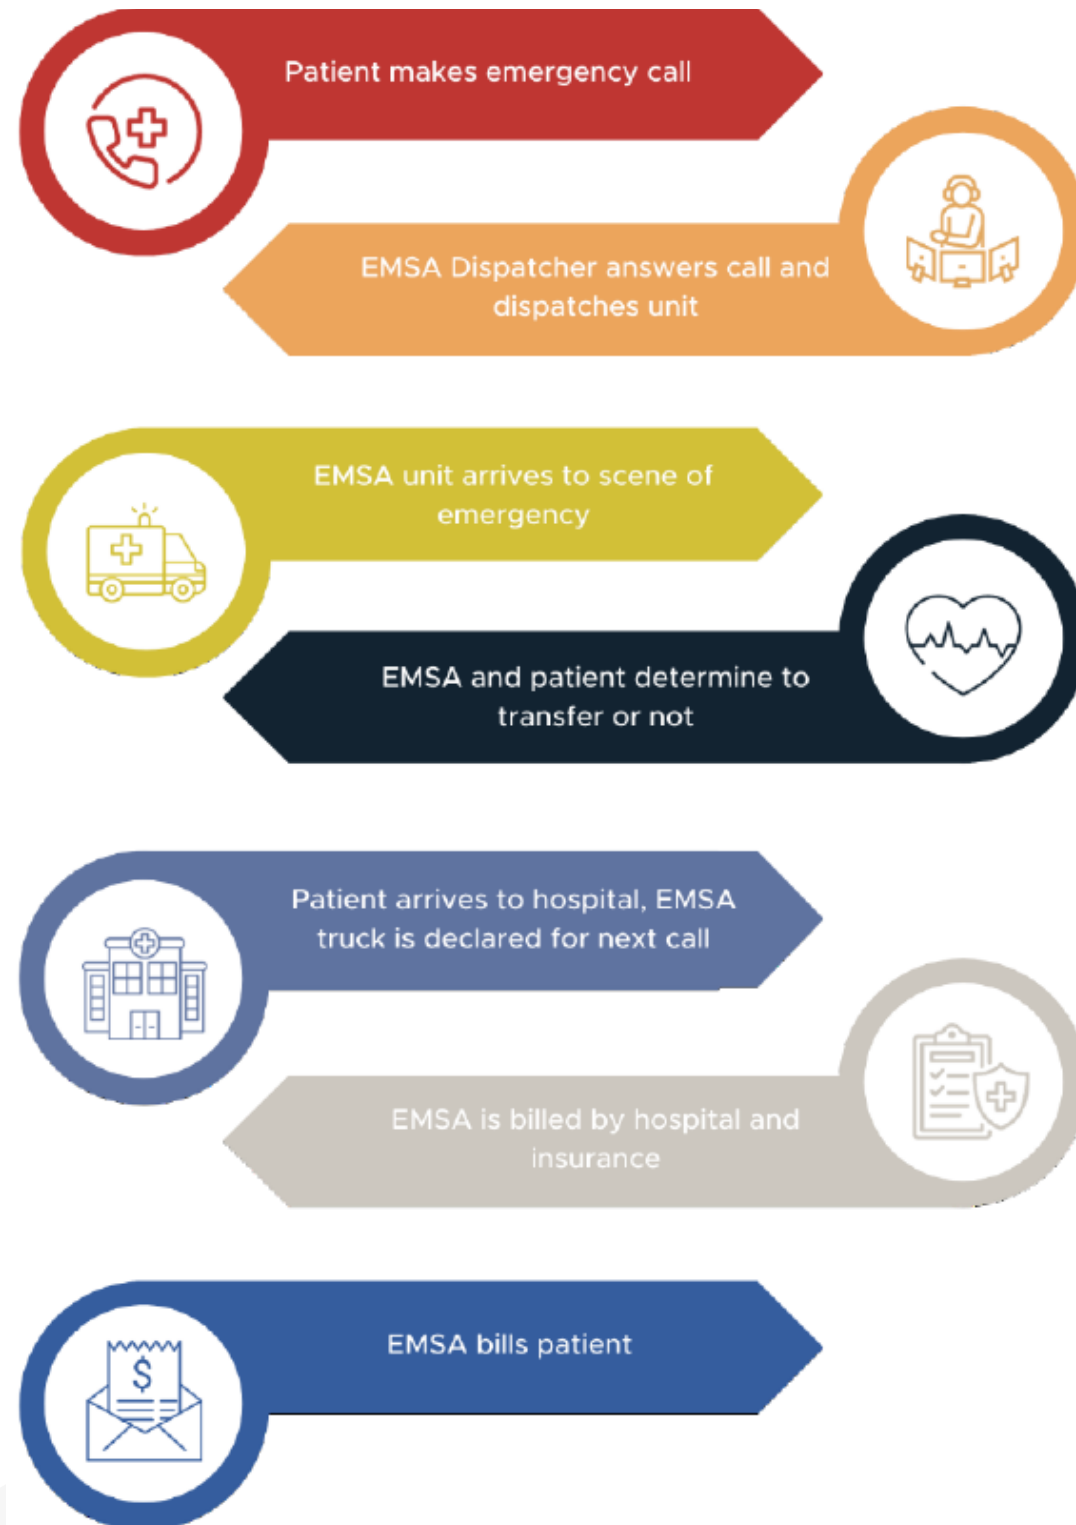 Patient makes emergency call
EMSA Dispatcher answers call and
dispatches unit
EMSA unit arrives to scene of
emergency
EMSA and patient determine to
transfer or not
Patient arrives to hospital, EMSA
truck is declared for next call
EMSA is billed by hospital and
insurance
$
EMSA bills patient